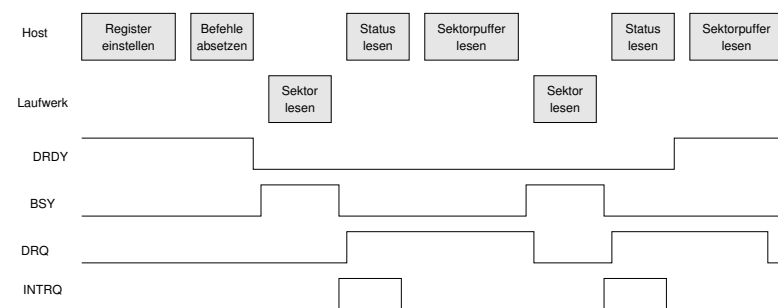 Host
Register
einstellen
Befehle
absetzen
Status
lesen
Sektorpuffer
lesen
Status
lesen
Sektorpuffer
lesen
Laufwerk
Sektor
lesen
Sektor
lesen
DRDY
BSY
DRQ
INTRQ